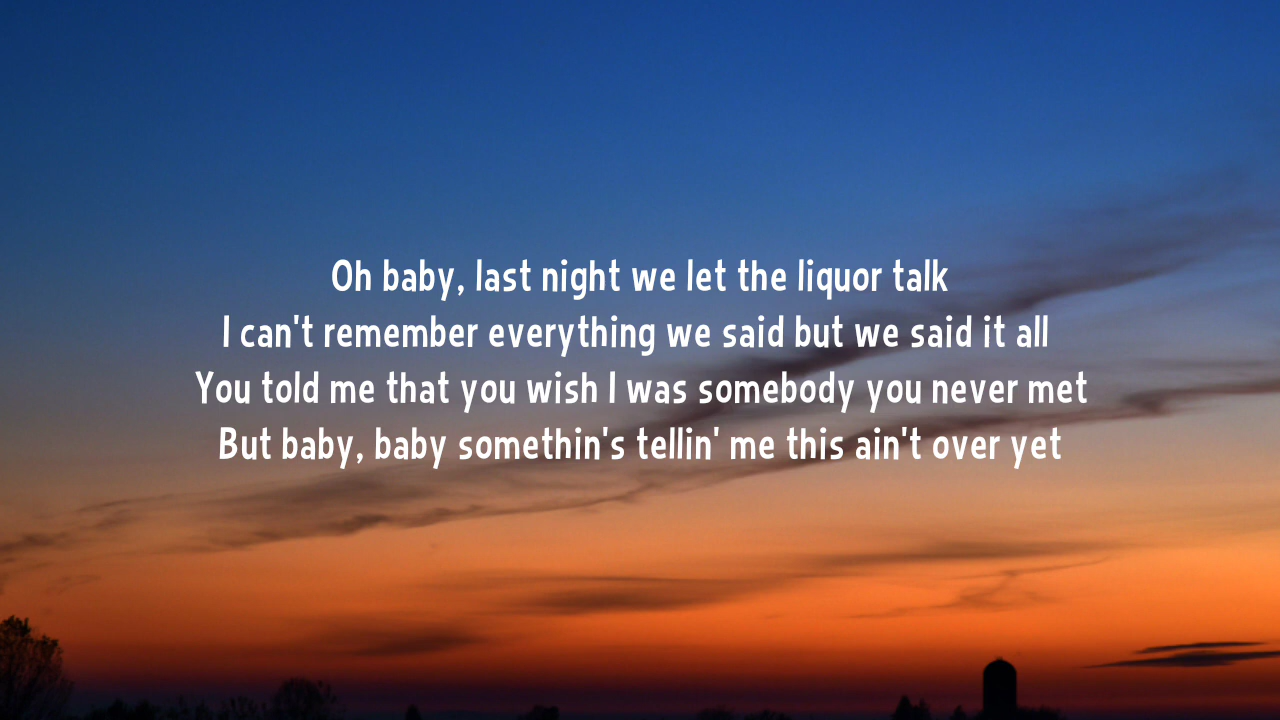 Oh baby, last night we let the liquor talk
I can't remember everything we said but we said it all
You told me that you wish I was somebody you never met
But baby, baby somethin's tellin' me this ain't over yet